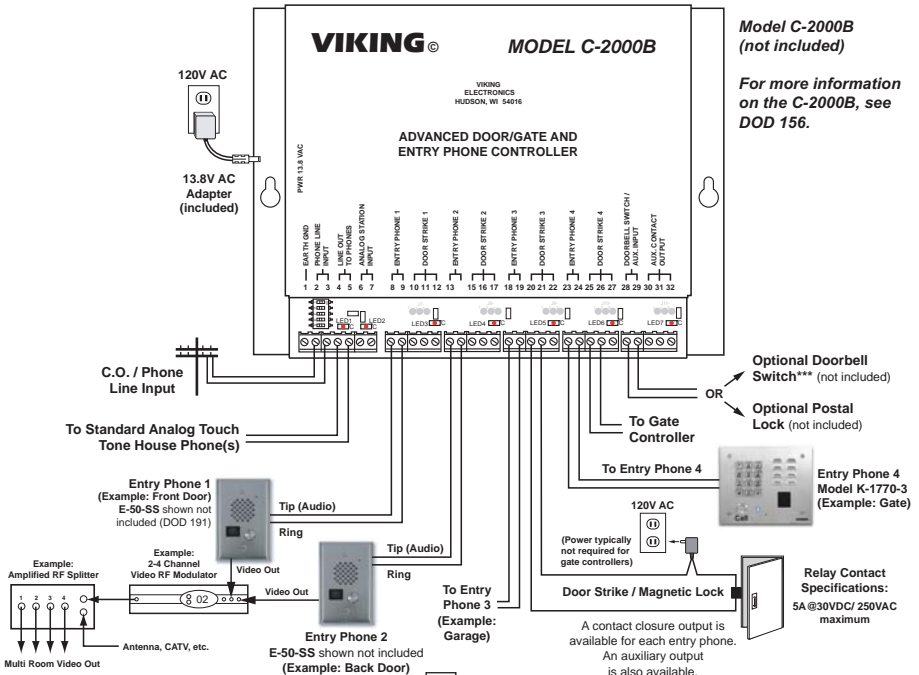 VIKING©
MODEL C-2000B
VIKING
ELECTRONICS
HUDSON, WI 54016
ADVANCED DOOR/GATE AND
ENTRY PHONE CONTROLLER
Model C-2000B
(not included)
For more information
on the C-2000B, see
DOD 156.
120V AC
13.8V AC
Adapter
(included)
PWR 13.8 VAC
EARTH GND
PHONE LINE
INPUT
LINE OUT
TO PHONES
ANALOG STATION
INPUT
ENTRY PHONE 1
DOOR STRIKE 1
ENTRY PHONE 2
DOOR STRIKE 2
ENTRY PHONE 3
DOOR STRIKE 3
ENTRY PHONE 4
DOOR STRIKE 4
DOORBELL SWITCH /
AUX. INPUT
AUX. CONTACT
OUTPUT
1 2 3 4 5 6 7 8 9 10 11 12 13 15 16 17 18 19 20 21 22 23 24 25 26 27 28 29 30 31 32
LED1 LED2 LED3 LED4 LED5 LED6 LED7
C.O. / Phone
Line Input
To Standard Analog Touch
Tone House Phone(s)
Optional Doorbell
Switch*** (not included)
OR
Optional Postal
Lock (not included)
To Gate
Controller
To Entry Phone 4
Entry Phone 4
Model K-1770-3
(Example: Gate)
Call
Entry Phone 1
(Example: Front Door)
E-50-SS shown not
included (DOD 191)
Tip (Audio)
Ring
Video Out
Tip (Audio)
Ring
Video Out
Entry Phone 2
E-50-SS shown not included
(Example: Back Door)
Example:
2-4 Channel
Video RF Modulator
02
Example:
Amplified RF Splitter
1 2 3 4
Antenna, CATV, etc.
Multi Room Video Out
To Entry
Phone 3
(Example:
Garage)
120V AC
(Power typically
not required for
gate controllers)
Door Strike / Magnetic Lock
Relay Contact
Specifications:
5A@30VDC/ 250VAC
maximum
A contact closure output is
available for each entry phone.
An auxiliary output
is also available.